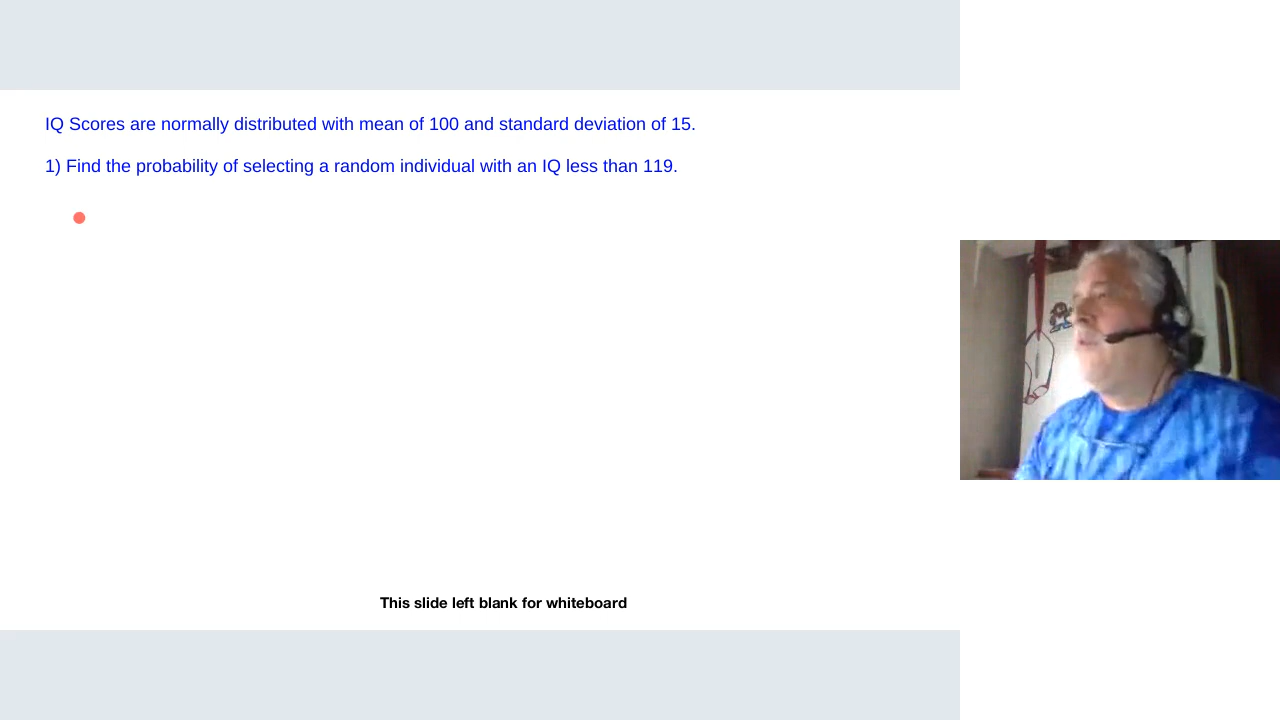 IQ Scores are normally distributed with mean of 100 and standard deviation of 15.
1) Find the probability of selecting a random individual with an IQ less than 119.
This slide left blank for whiteboard